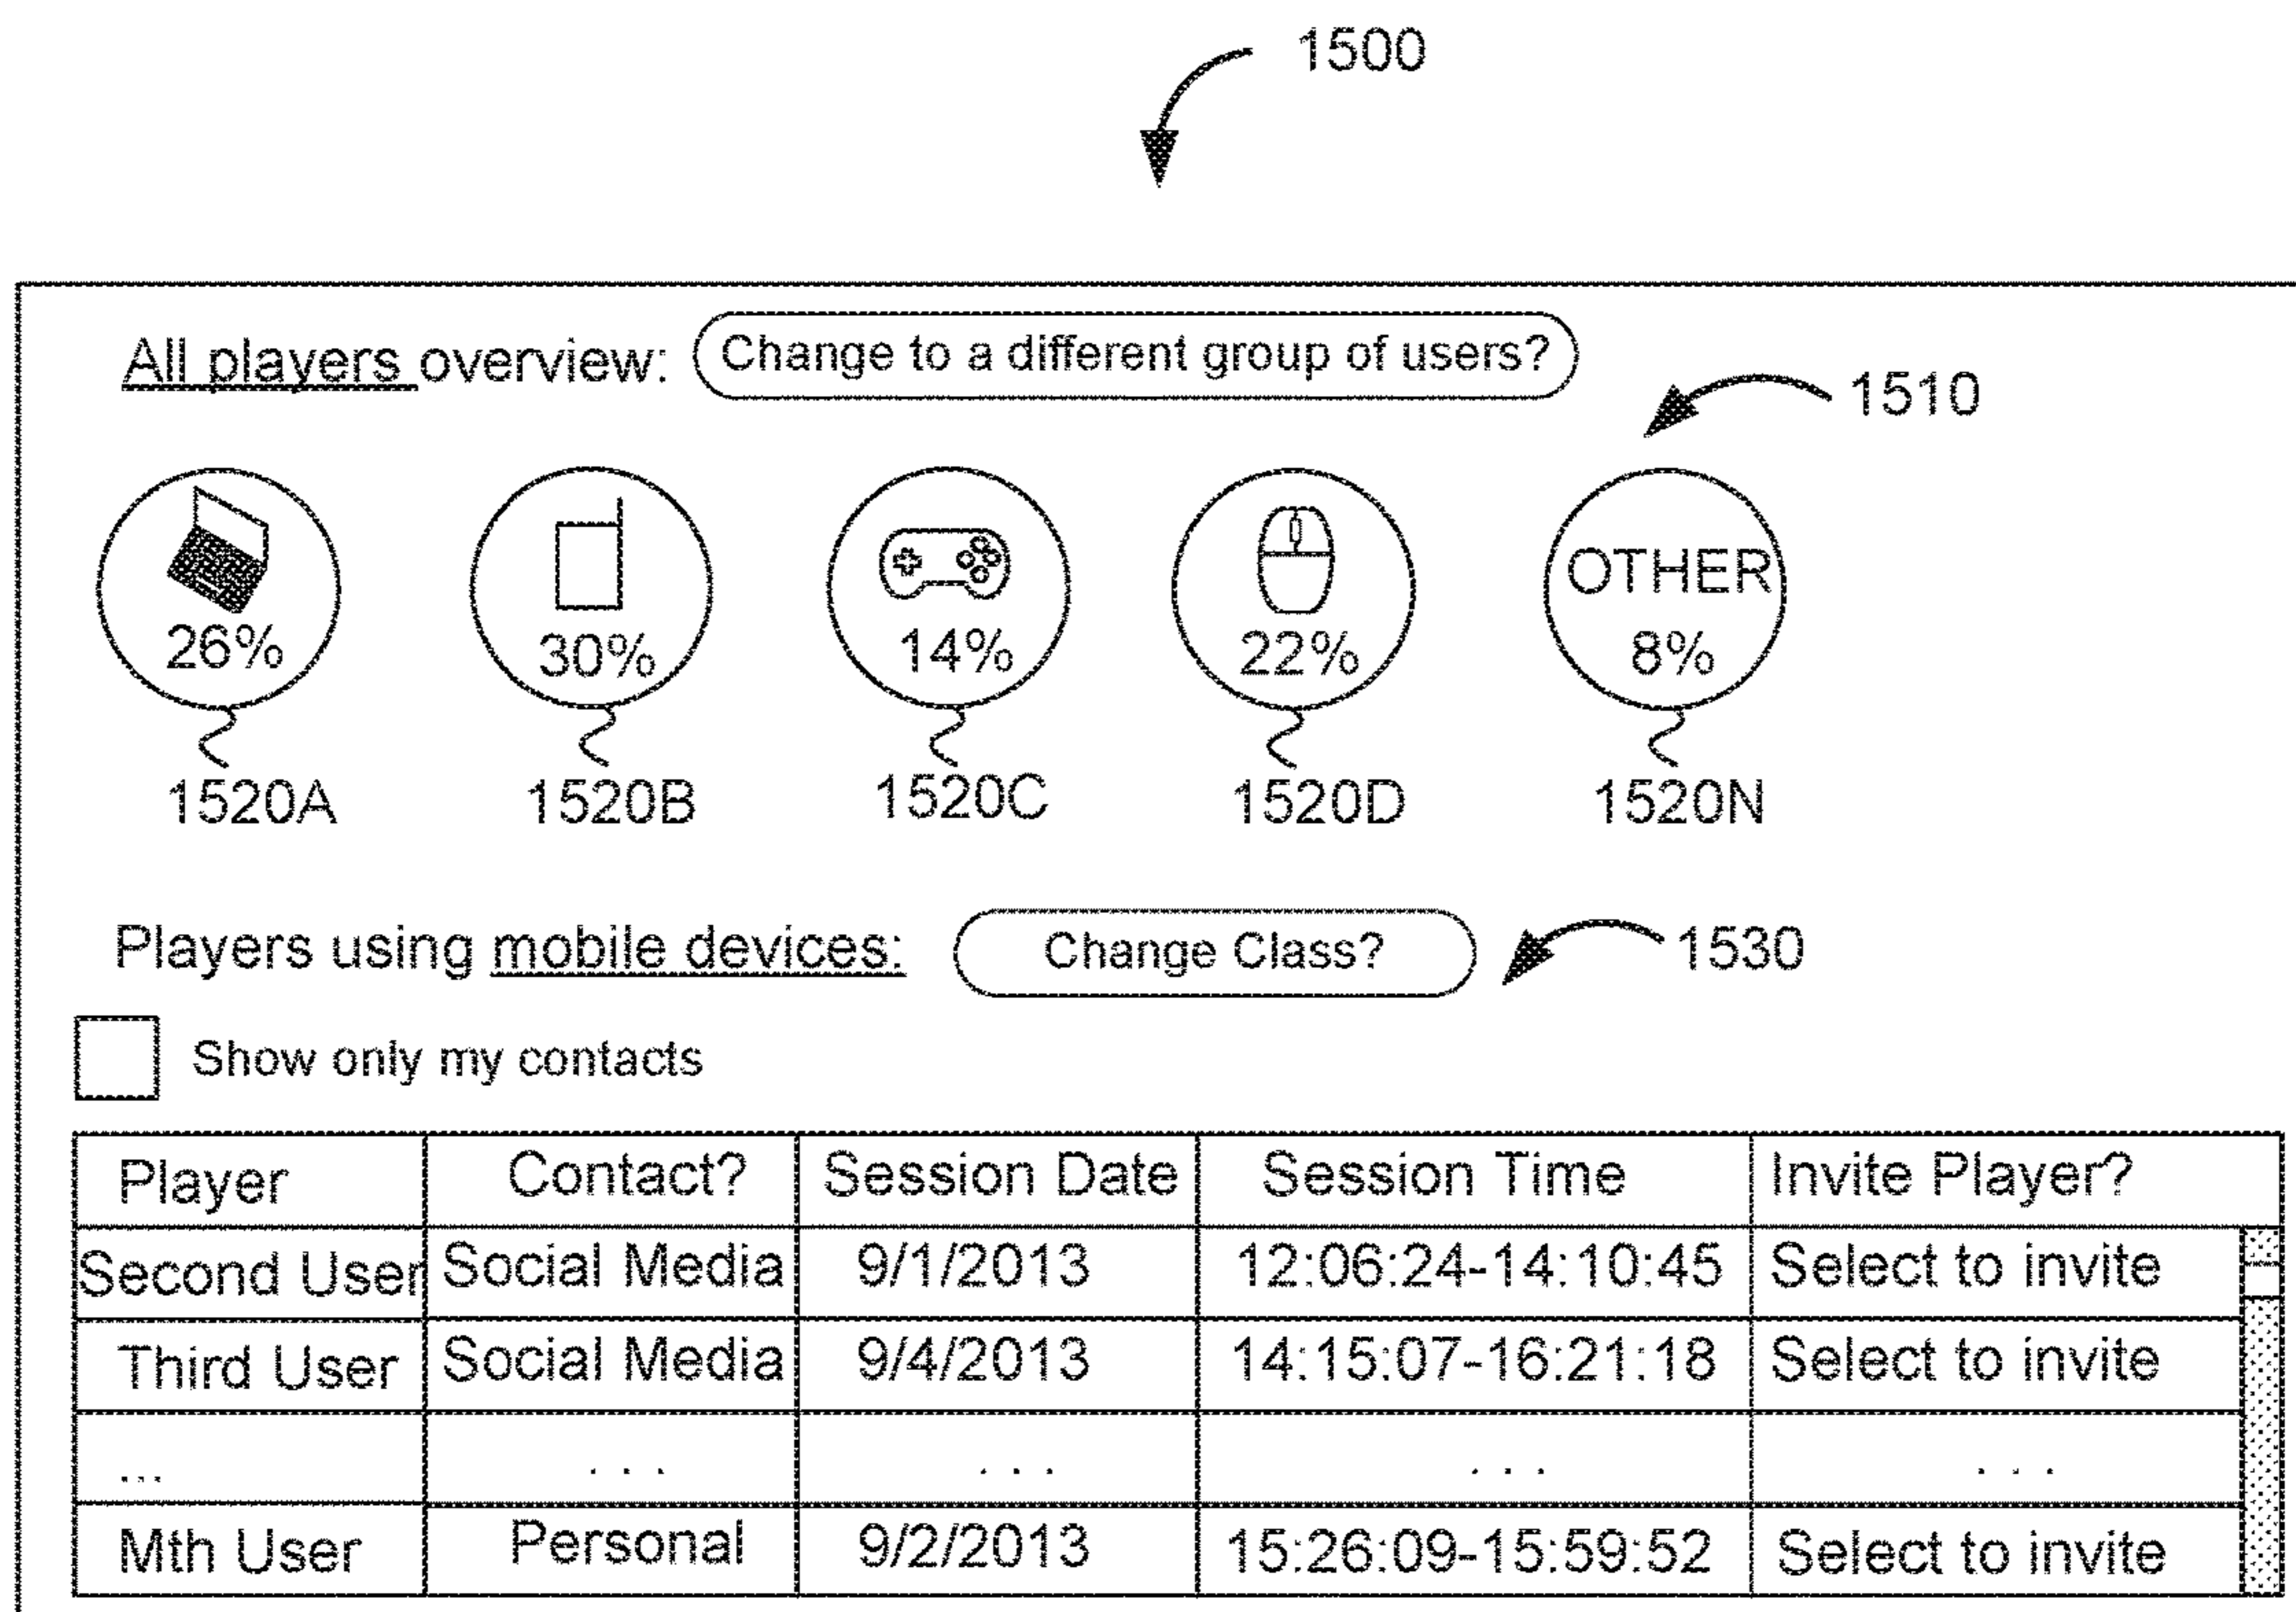 1500
All players overview: Change to a different group of users?
1510
OTHER
26% 30% 14% 22% 8%
1520A 1520B 1520C 1520D 1520N
Players using mobile devices: Change Class? 1530
Show only my contacts
Player Contact? Session Date Session Time Invite Player?
Second User Social Media 9/1/2013 12:06:24-14:10:45 Select to invite
Third User Social Media 9/4/2013 14:15:07-16:21:18 Select to invite
... . . . . . . . . . . . .
Mth User Personal 9/2/2013 15:26:09-15:59:52 Select to invite